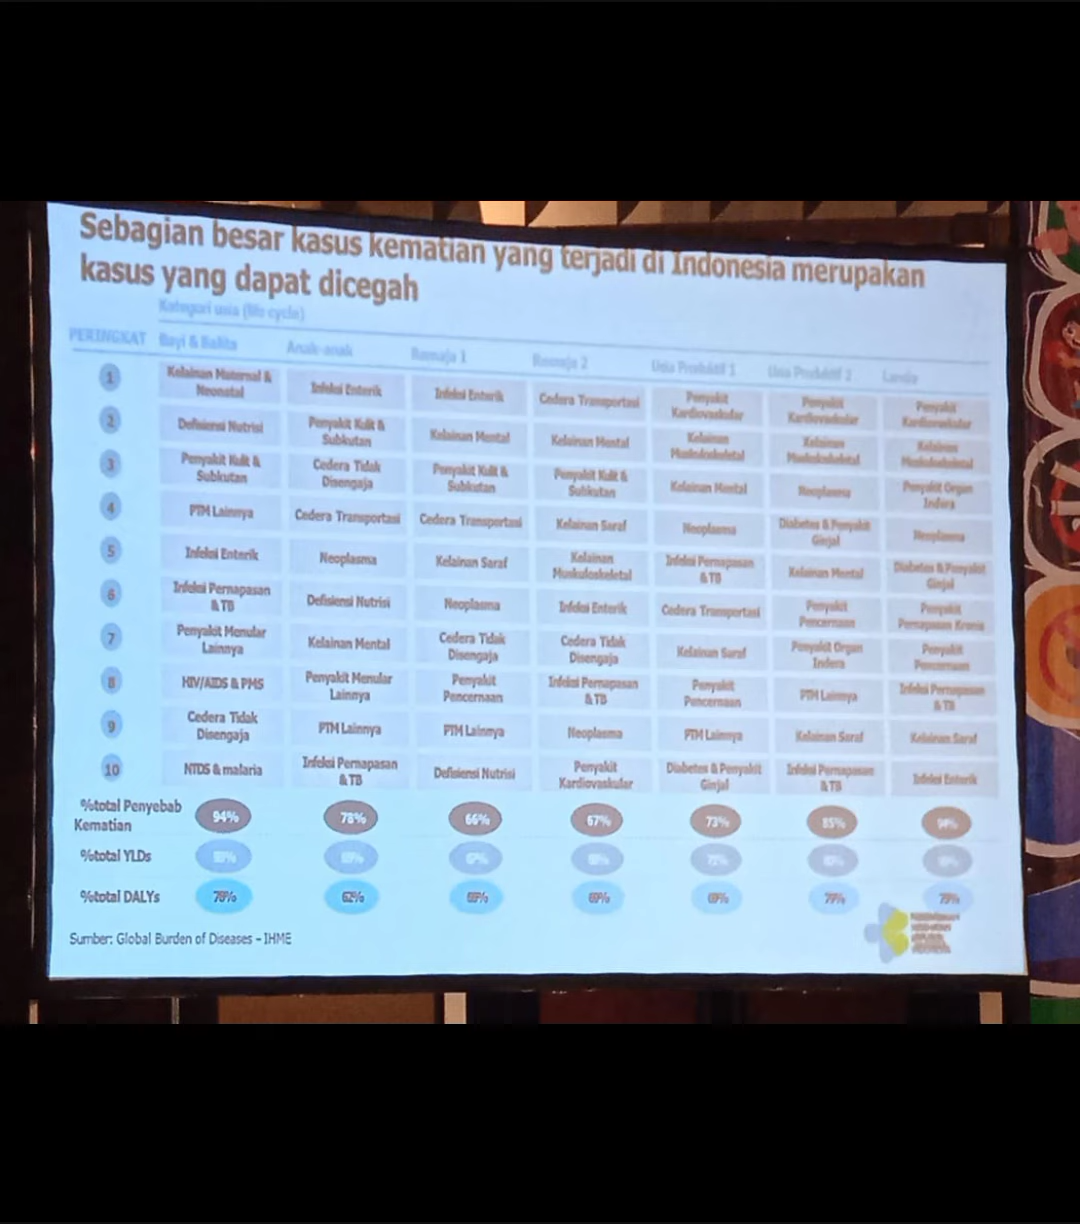 Sebagian besar kasus kematian yang terjadi di Indonesia merupakan
kasus yang dapat dicegah
Kategori usia (life cycle)
PERINGKAT Bayi & Balita Anak-anak Remaja 1 Remaja 2 Usia Produktif 1 Usia Produktif 2 Lansia
1 Kelainan Maternal & Neonatal Infeksi Enterik Infeksi Enterik Cedera Transportasi Penyakit Kardiovaskular Penyakit Kardiovaskular Penyakit Kardiovaskular
2 Defisiensi Nutrisi Penyakit Kulit & Subkutan Kelainan Mental Kelainan Mental Kelainan Muskuloskeletal Kelainan Muskuloskeletal Kelainan Muskuloskeletal
3 Penyakit Kulit & Subkutan Cedera Tidak Disengaja Penyakit Kulit & Subkutan Penyakit Kulit & Subkutan Kelainan Mental Neoplasma Penyakit Organ Indera
4 PTM Lainnya Cedera Transportasi Cedera Transportasi Kelainan Saraf Neoplasma Diabetes & Penyakit Ginjal Neoplasma
5 Infeksi Enterik Neoplasma Kelainan Saraf Kelainan Muskuloskeletal Infeksi Pernapasan & TB Kelainan Mental Diabetes & Penyakit Ginjal
6 Infeksi Pernapasan & TB Defisiensi Nutrisi Neoplasma Infeksi Enterik Cedera Transportasi Penyakit Pencernaan Penyakit Pernapasan Kronis
7 Penyakit Menular Lainnya Kelainan Mental Cedera Tidak Disengaja Cedera Tidak Disengaja Kelainan Saraf Penyakit Organ Indera Penyakit Pencernaan
8 HIV/AIDS & PMS Penyakit Menular Lainnya Penyakit Pencernaan Infeksi Pernapasan & TB Penyakit Pencernaan PTM Lainnya Infeksi Pernapasan & TB
9 Cedera Tidak Disengaja PTM Lainnya PTM Lainnya Neoplasma PTM Lainnya Kelainan Saraf Kelainan Saraf
10 NTDS & malaria Infeksi Pernapasan & TB Defisiensi Nutrisi Penyakit Kardiovaskular Diabetes & Penyakit Ginjal Infeksi Pernapasan & TB Infeksi Enterik
%total Penyebab Kematian 94% 78% 66% 67% 73% 85% 94%
%total YLDs
%total DALYs 78% 62% 69% 69% 69% 79% 79%
Sumber: Global Burden of Diseases – IHME